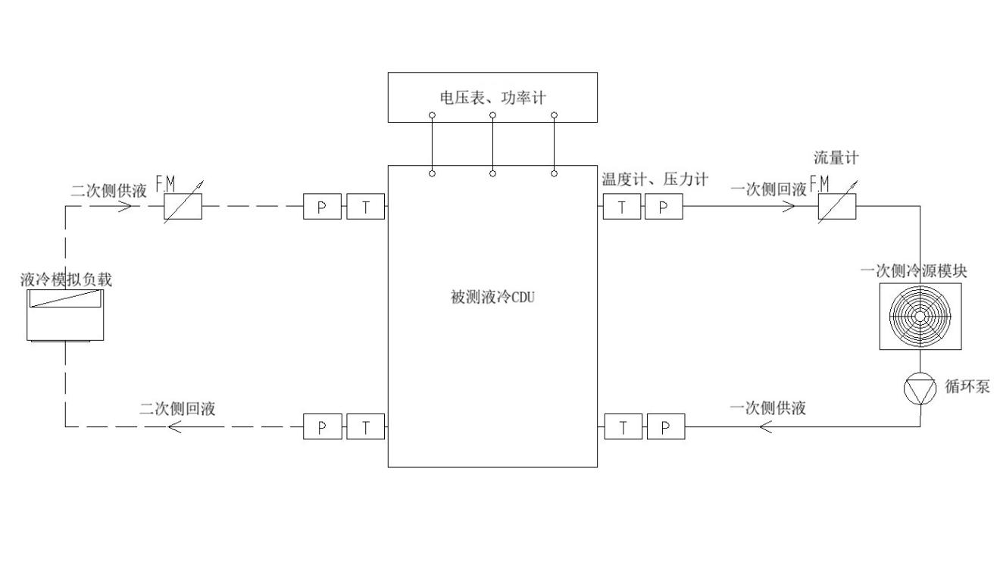 电压表、功率计
流量计
温度计、压力计
二次侧供液
F.M
一次侧回液
F.M
P
T
T
P
液冷模拟负载
一次侧冷源模块
被测液冷CDU
循环泵
二次侧回液
一次侧供液
P
T
T
P